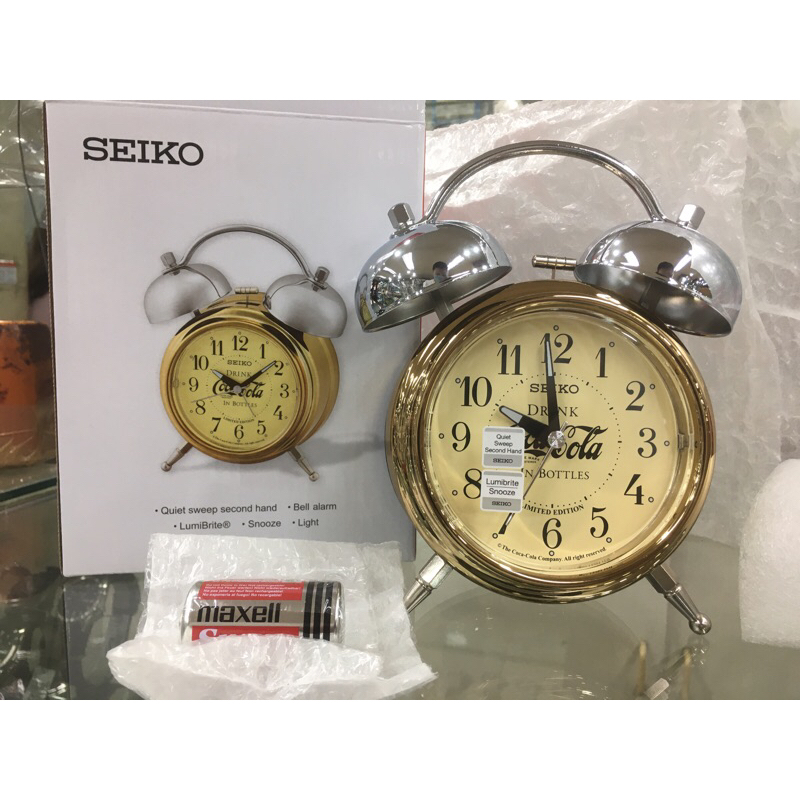 SEIKO
12
11 1
10 2
9 3
8 4
7 5
6
SEIKO
DRINK
Coca-Cola
IN BOTTLES
LIMITED EDITION
• Quiet sweep second hand • Bell alarm
• LumiBrite® • Snooze • Light
maxell
11 12 1
10 2
9 3
8 4
6 5
SEIKO
DRINK
Cola
IN BOTTLES
LIMITED EDITION
© The Coca-Cola Company. All right reserved
Quiet
Sweep
Second Hand
SEIKO
Lumibrite
Snooze
SEIKO